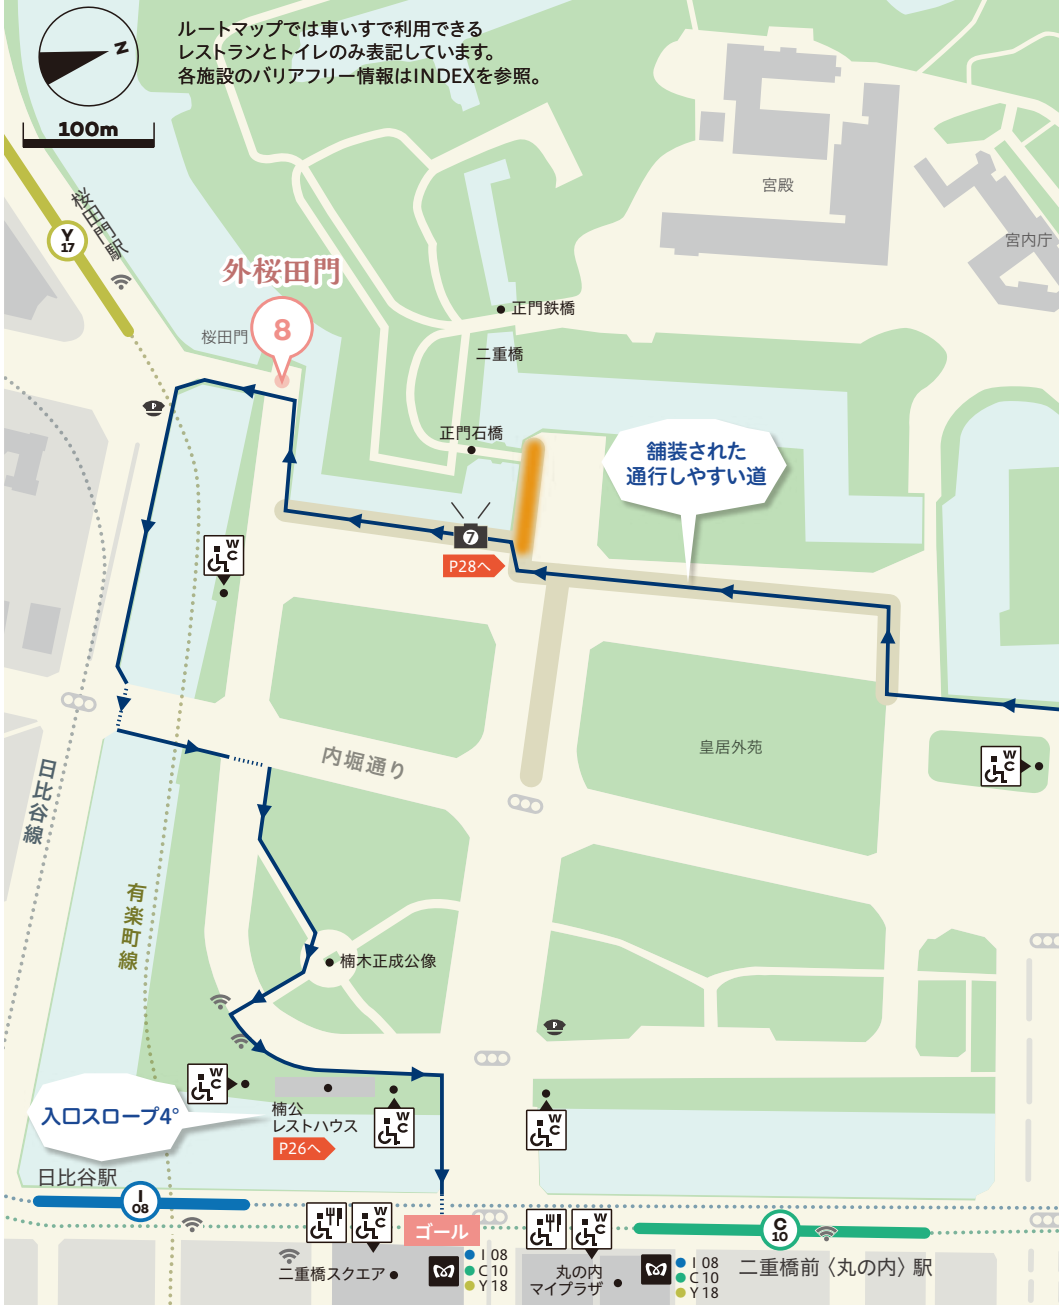 ルートマップでは車いすで利用できる
レストランとトイレのみ表記しています。
各施設のバリアフリー情報はINDEXを参照。
N
100m
桜田門駅
Y
17
外桜田門
8
桜田門
宮殿
宮内庁
正門鉄橋
二重橋
正門石橋
舗装された
通行しやすい道
7
P28へ
P
WC
皇居外苑
WC
内堀通り
日比谷線
有楽町線
楠木正成公像
P
WC
入口スロープ4°
楠公
レストハウス
P26へ
WC
WC
日比谷駅
I
08
WC
ゴール
WC
C
10
二重橋スクエア
I 08
C 10
Y 18
丸の内
マイプラザ
I 08
C 10
Y 18
二重橋前〈丸の内〉駅